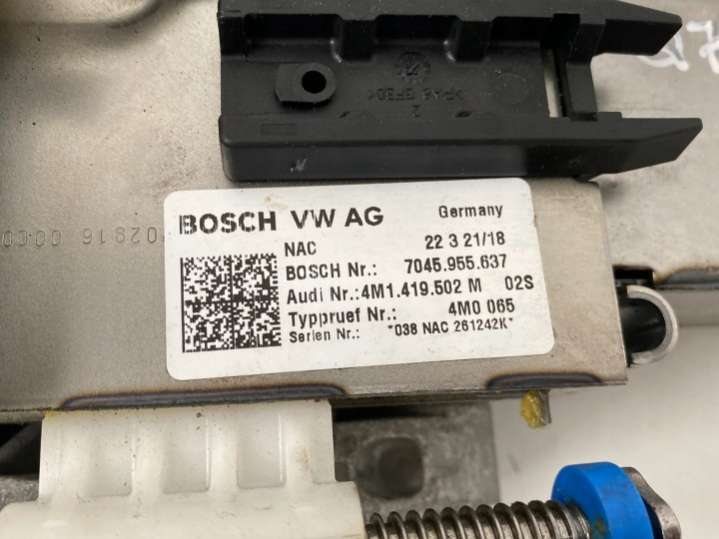 Q7
BOSCH VW AG Germany
NAC 22 3 21/18
BOSCH Nr.: 7045.955.637
Audi Nr.:4M1.419.502 M 02S
Typpruef Nr.: 4M0 065
Serien Nr.: *038 NAC 261242K*